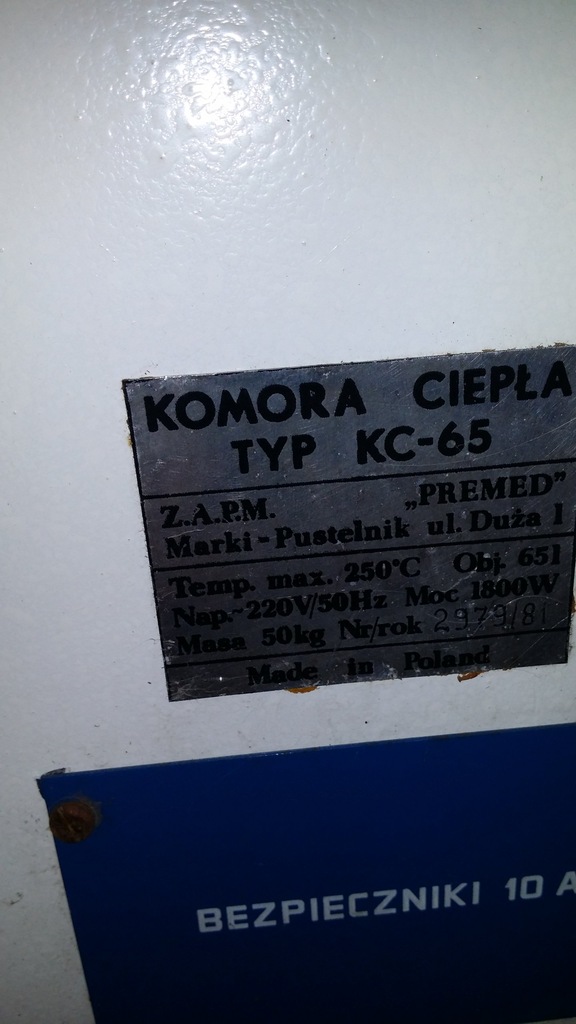 KOMORA CIEPŁA
TYP KC-65
Z.A.P.M. „PREMED”
Marki-Pustelnik ul. Duża 1
Temp. max. 250°C Obj. 65l
Nap.~220V/50Hz Moc 1800W
Masa 50kg Nr/rok 2979/81
Made in Poland
BEZPIECZNIKI 10 A